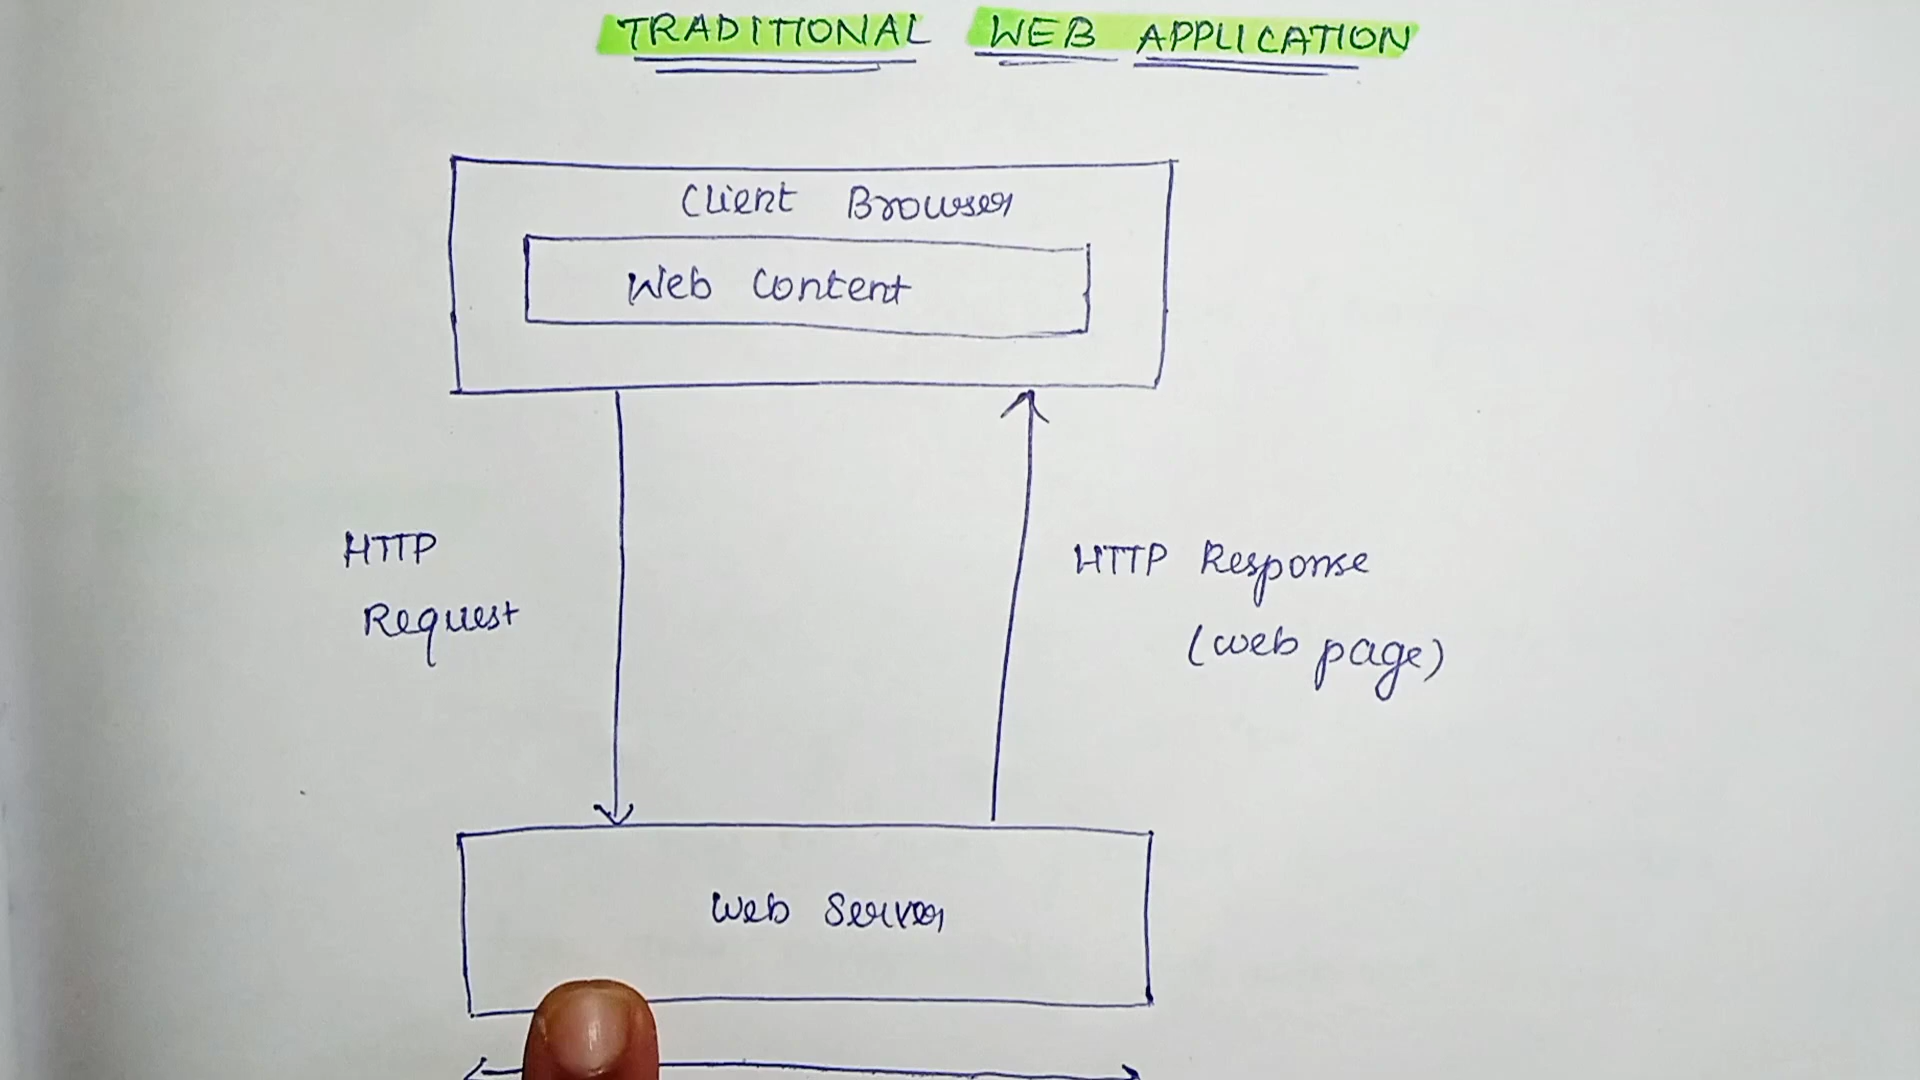 TRADITIONAL WEB APPLICATION
Client Browser
Web Content
HTTP
Request
HTTP Response
(web page)
Web Server